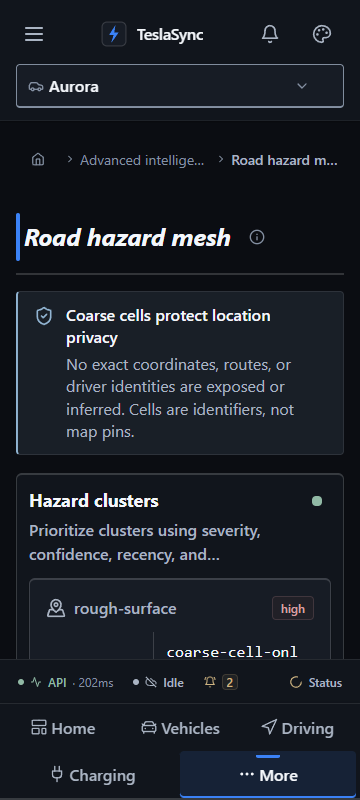 TeslaSync
Aurora
Advanced intellige... Road hazard m...
Road hazard mesh
Coarse cells protect location
privacy
No exact coordinates, routes, or
driver identities are exposed or
inferred. Cells are identifiers, not
map pins.
Hazard clusters
Prioritize clusters using severity,
confidence, recency, and...
rough-surface high
coarse-cell-onl
API · 202ms Idle 2 Status
Home Vehicles Driving
Charging ··· More